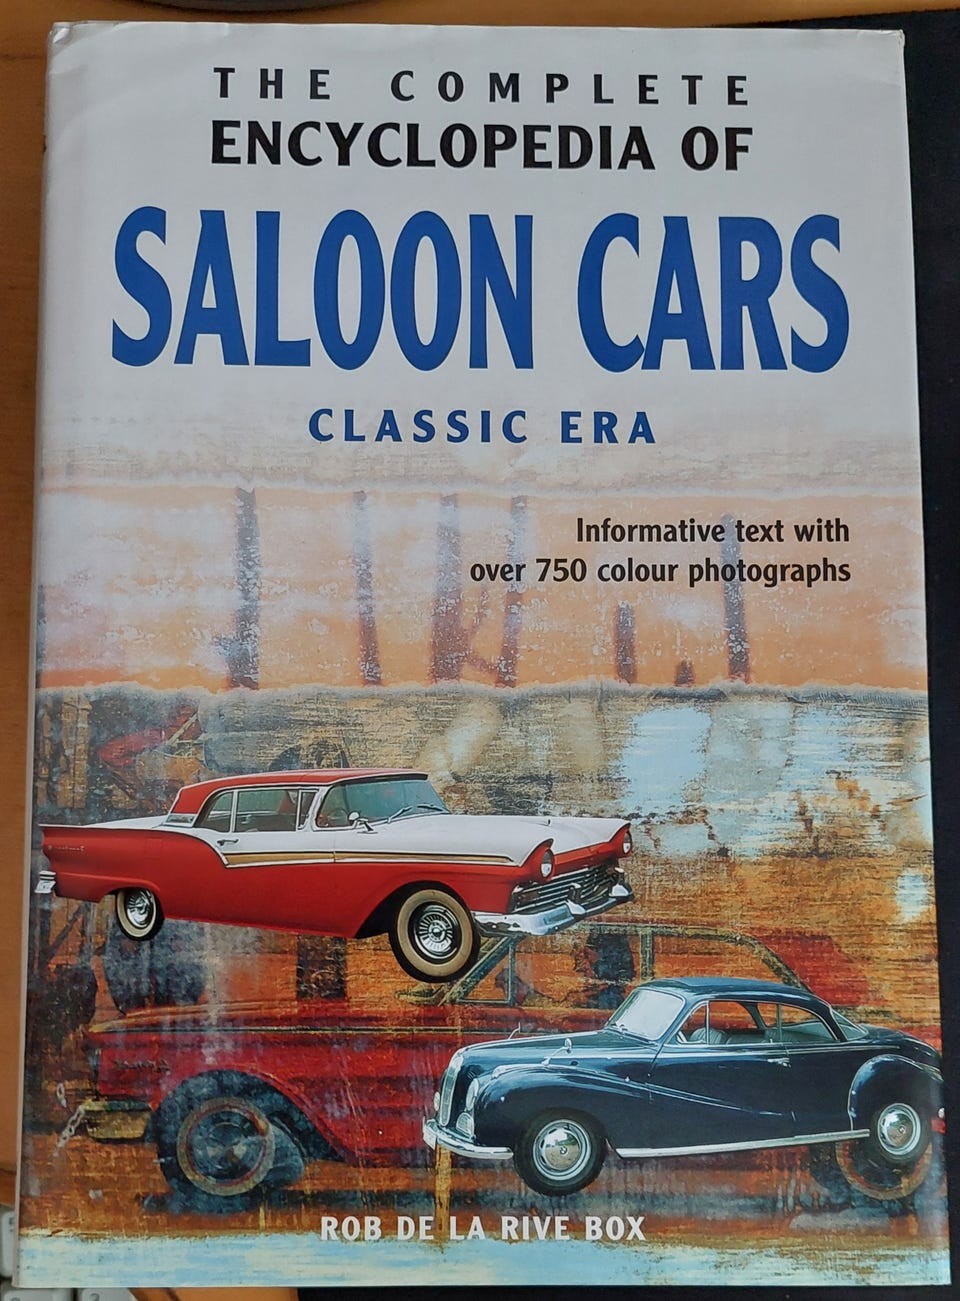 THE COMPLETE
ENCYCLOPEDIA OF
SALOON CARS
CLASSIC ERA
Informative text with
over 750 colour photographs
ROB DE LA RIVE BOX